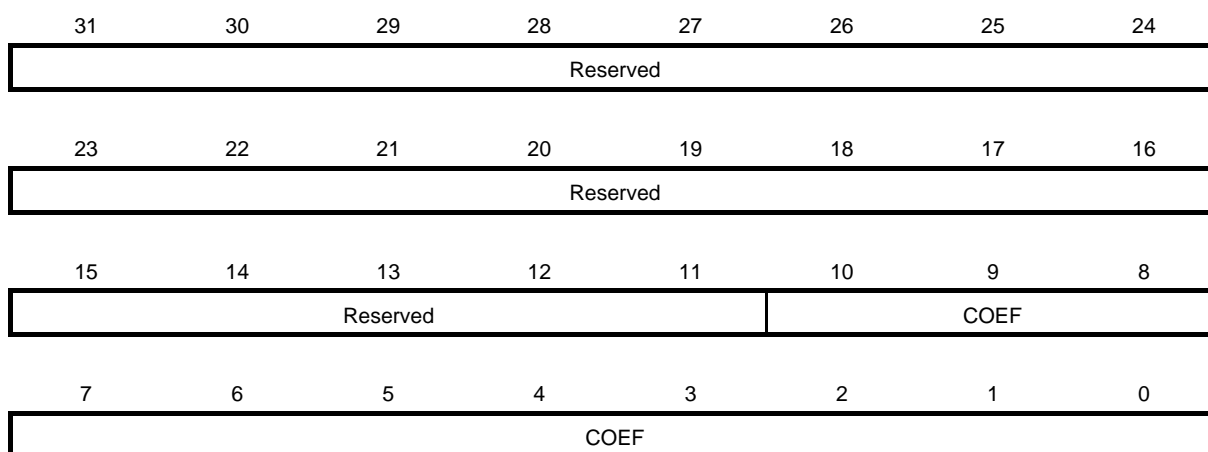 31 30 29 28 27 26 25 24
Reserved
23 22 21 20 19 18 17 16
Reserved
15 14 13 12 11 10 9 8
Reserved COEF
7 6 5 4 3 2 1 0
COEF